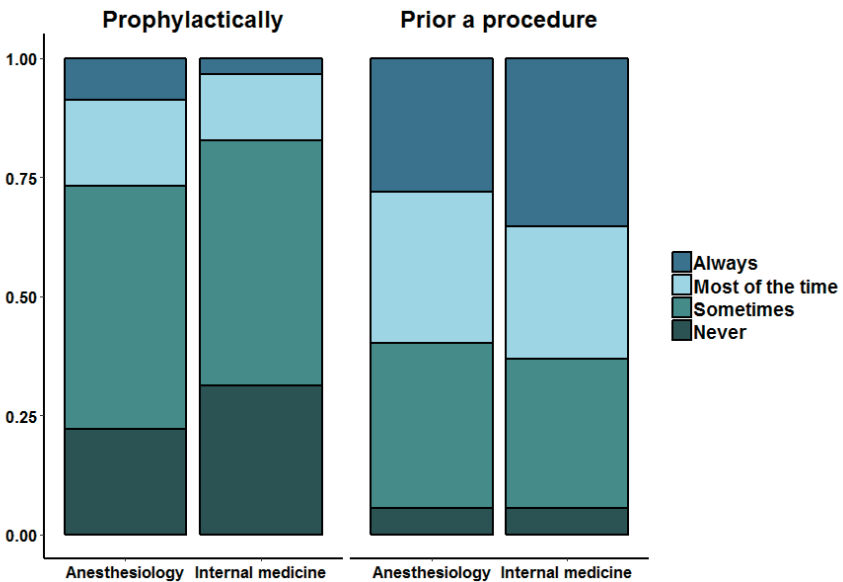 Prophylactically
Prior a procedure
1.00
0.75
0.50
0.25
0.00
Anesthesiology Internal medicine
Anesthesiology Internal medicine
Always
Most of the time
Sometimes
Never